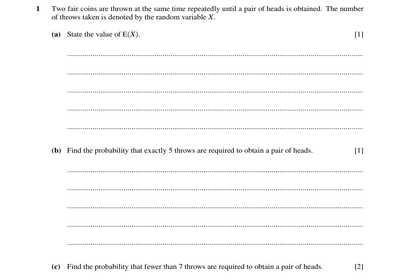 1 Two fair coins are thrown at the same time repeatedly until a pair of heads is obtained. The number
of throws taken is denoted by the random variable X.
(a) State the value of E(X). [1]
(b) Find the probability that exactly 5 throws are required to obtain a pair of heads. [1]
(c) Find the probability that fewer than 7 throws are required to obtain a pair of heads. [2]